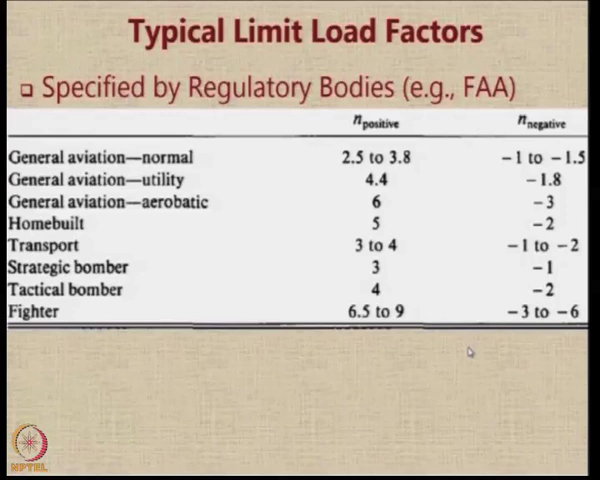 Typical Limit Load Factors
❑ Specified by Regulatory Bodies (e.g., FAA)
n positive n negative
General aviation—normal 2.5 to 3.8 −1 to −1.5
General aviation—utility 4.4 −1.8
General aviation—aerobatic 6 −3
Homebuilt 5 −2
Transport 3 to 4 −1 to −2
Strategic bomber 3 −1
Tactical bomber 4 −2
Fighter 6.5 to 9 −3 to −6
NPTEL